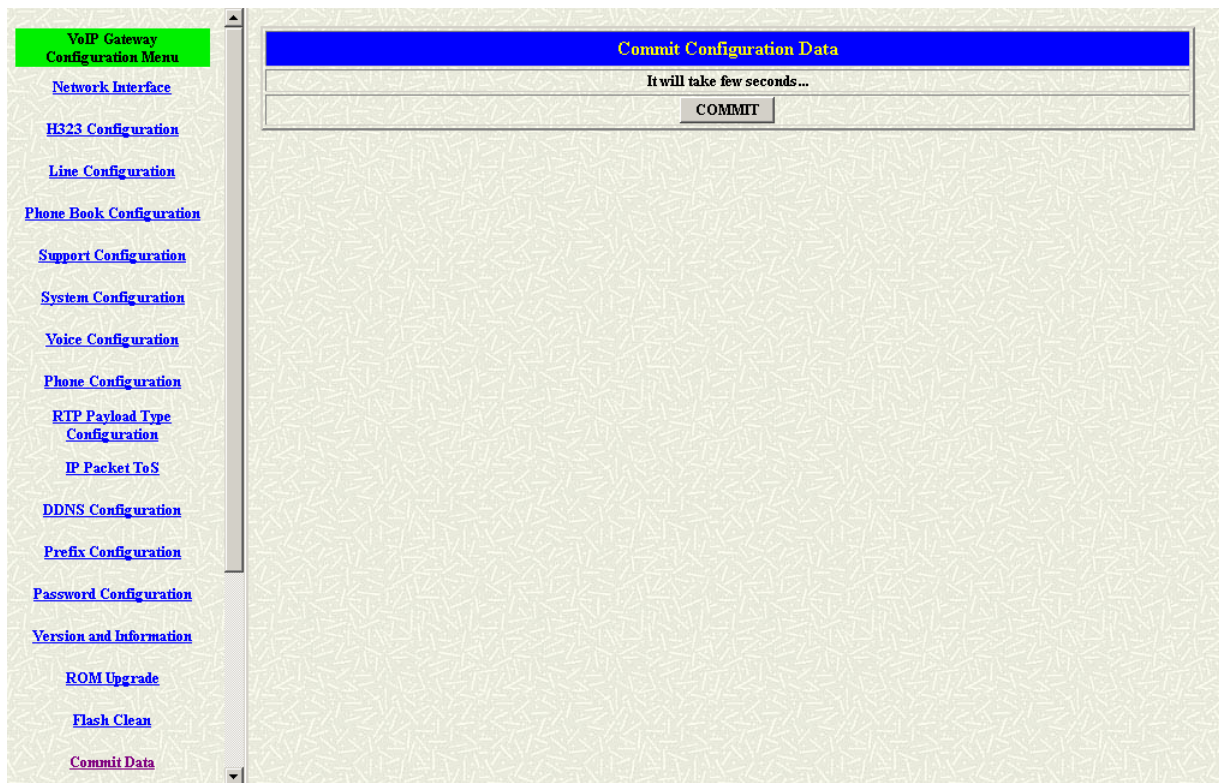 VoIP Gateway
Configuration Menu
Network Interface
H323 Configuration
Line Configuration
Phone Book Configuration
Support Configuration
System Configuration
Voice Configuration
Phone Configuration
RTP Payload Type
Configuration
IP Packet ToS
DDNS Configuration
Prefix Configuration
Password Configuration
Version and Information
ROM Upgrade
Flash Clean
Commit Data
Commit Configuration Data
It will take few seconds...
COMMIT